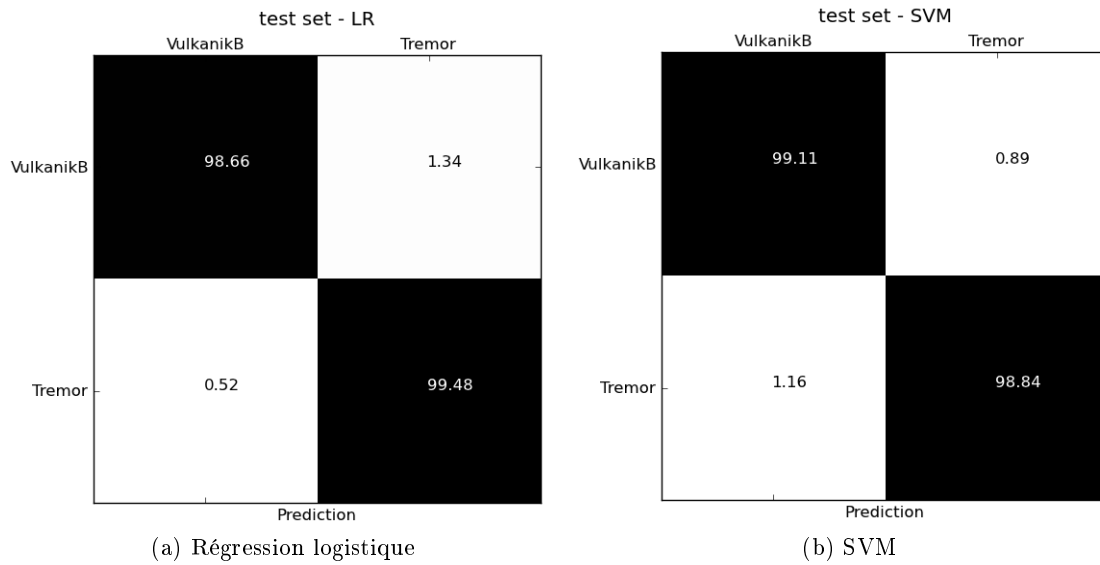 test set - LR
VulkanikB Tremor
VulkanikB 98.66 1.34
Tremor 0.52 99.48
Prediction
(a) Régression logistique
test set - SVM
VulkanikB Tremor
VulkanikB 99.11 0.89
Tremor 1.16 98.84
Prediction
(b) SVM